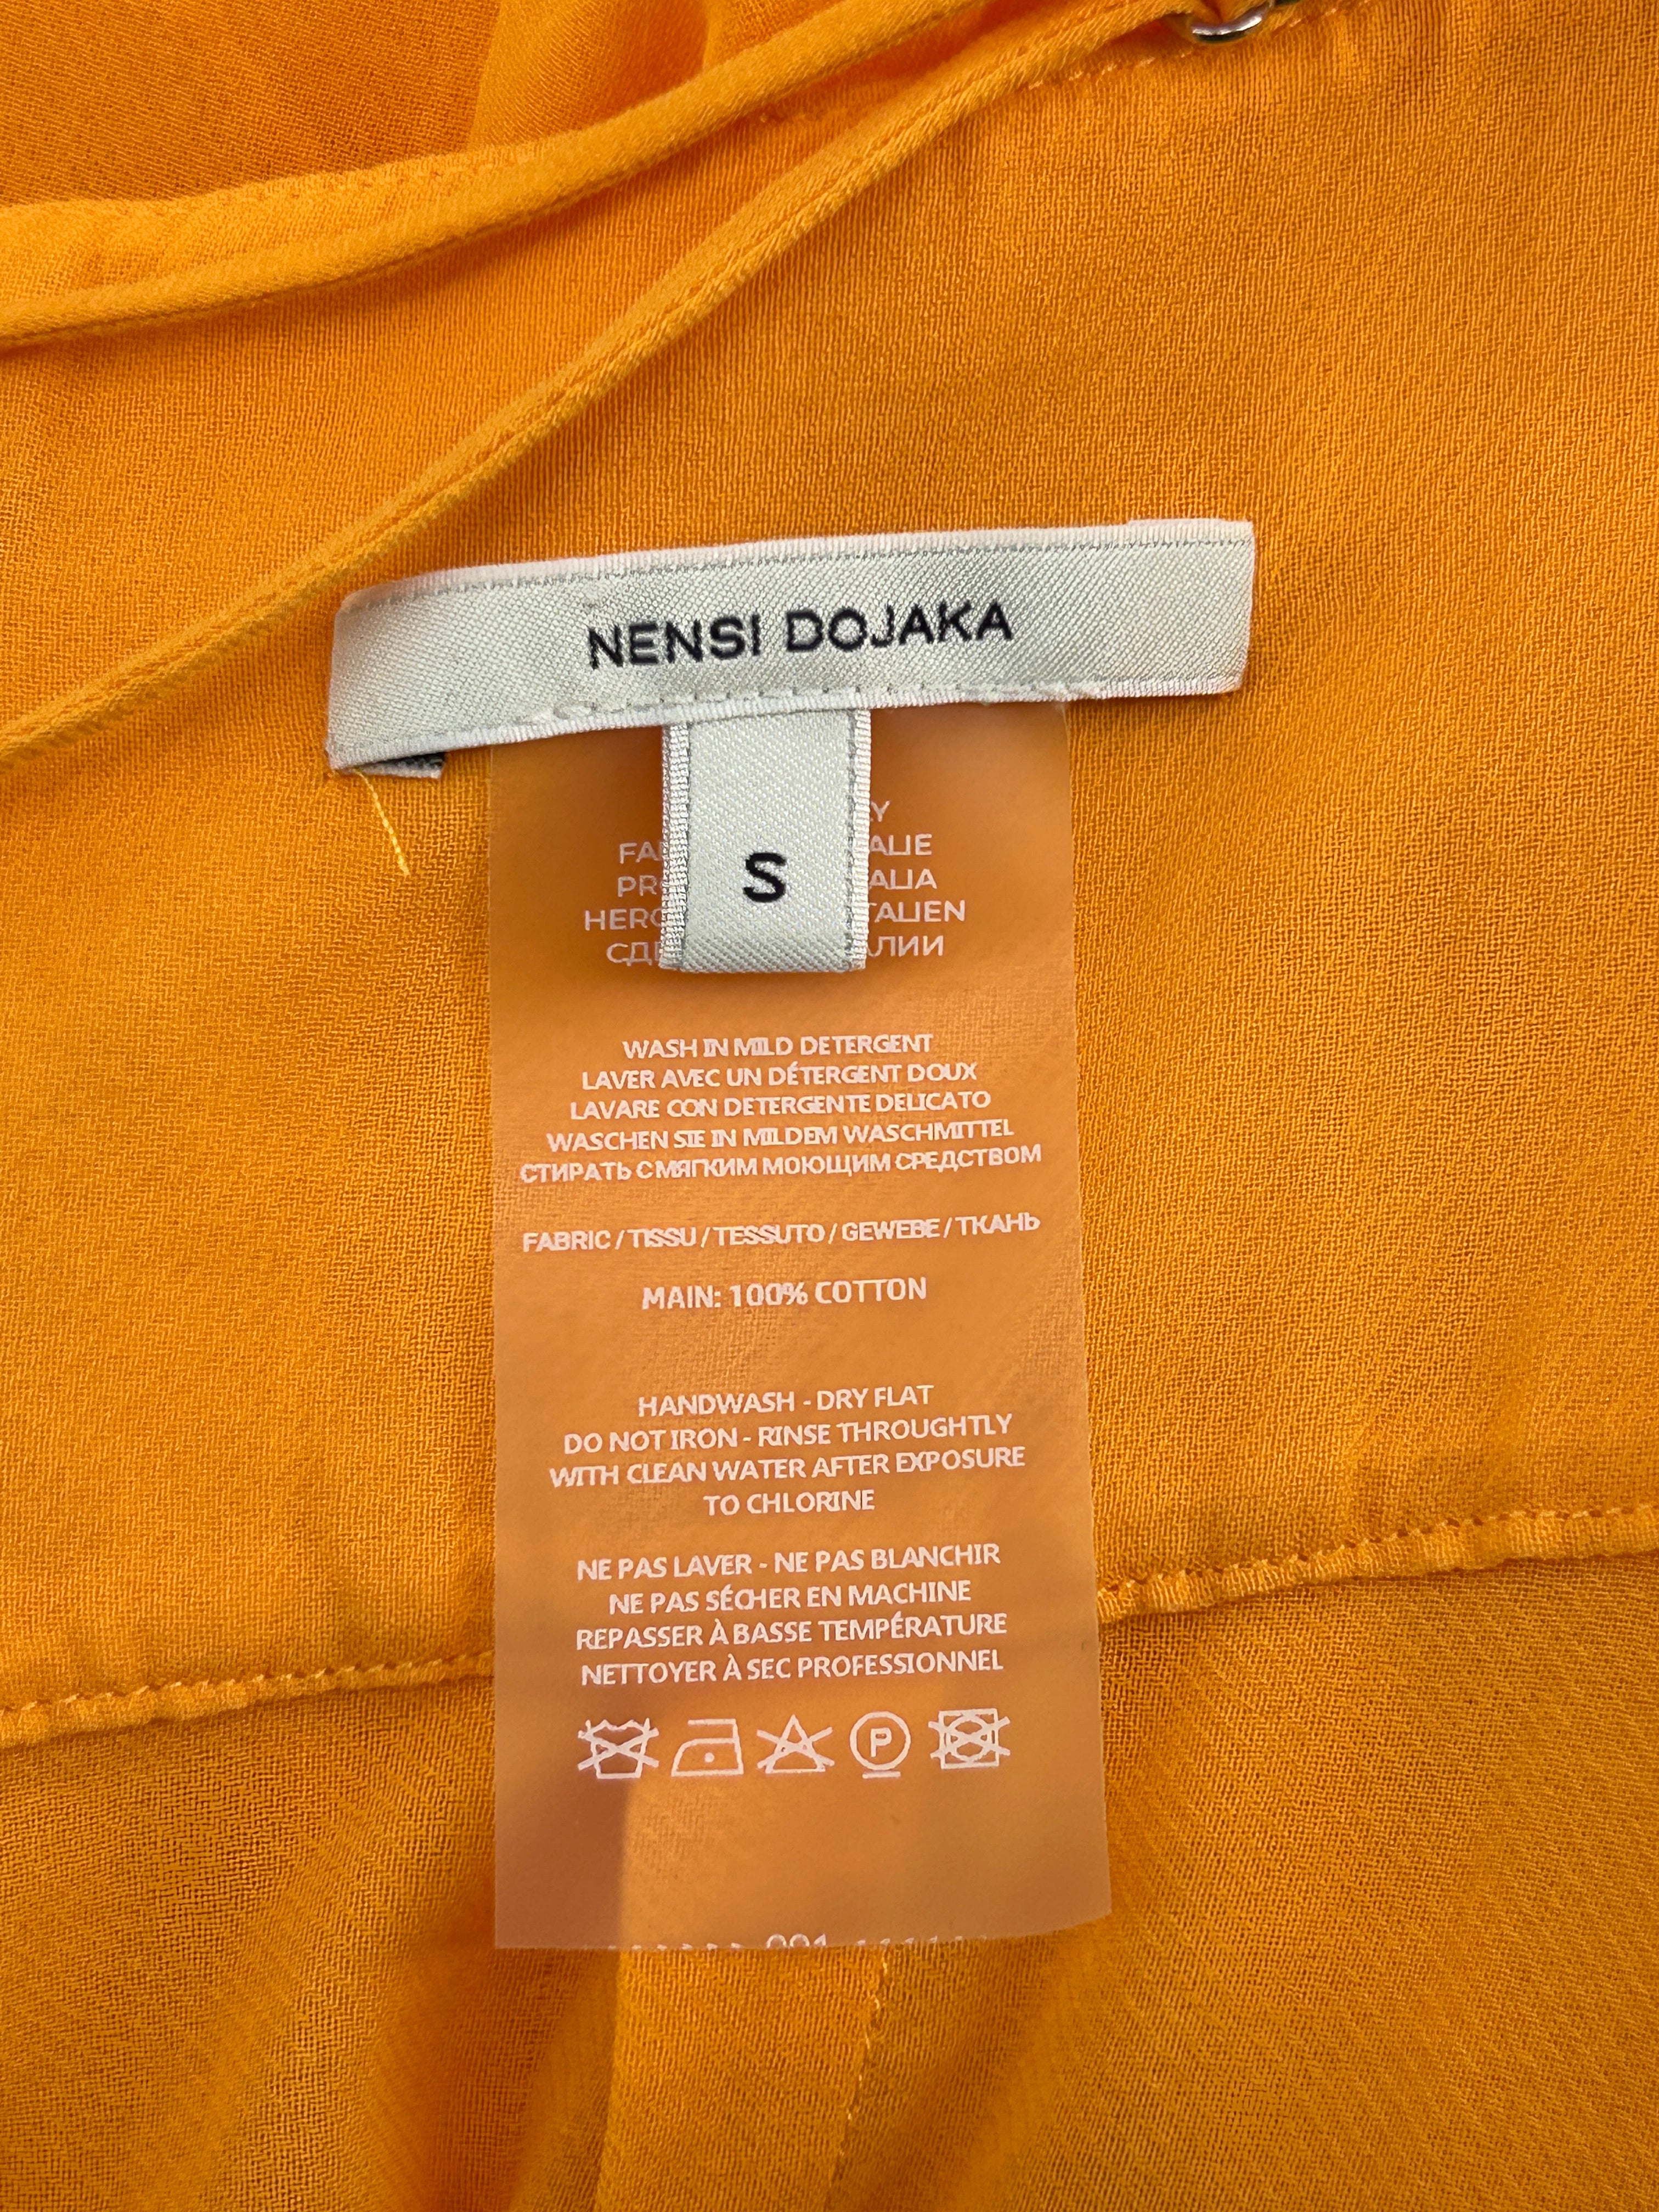 NENSI DOJAKA
S
WASH IN MILD DETERGENT
LAVER AVEC UN DÉTERGENT DOUX
LAVARE CON DETERGENTE DELICATO
WASCHEN SIE IN MILDEM WASCHMITTEL
СТИРАТЬ С МЯГКИМ МОЮЩИМ СРЕДСТВОМ
FABRIC / TISSU / TESSUTO / GEWEBE / ТКАНЬ
MAIN: 100% COTTON
HANDWASH - DRY FLAT
DO NOT IRON - RINSE THROUGHTLY
WITH CLEAN WATER AFTER EXPOSURE
TO CHLORINE
NE PAS LAVER - NE PAS BLANCHIR
NE PAS SÉCHER EN MACHINE
REPASSER À BASSE TEMPÉRATURE
NETTOYER À SEC PROFESSIONNEL
P